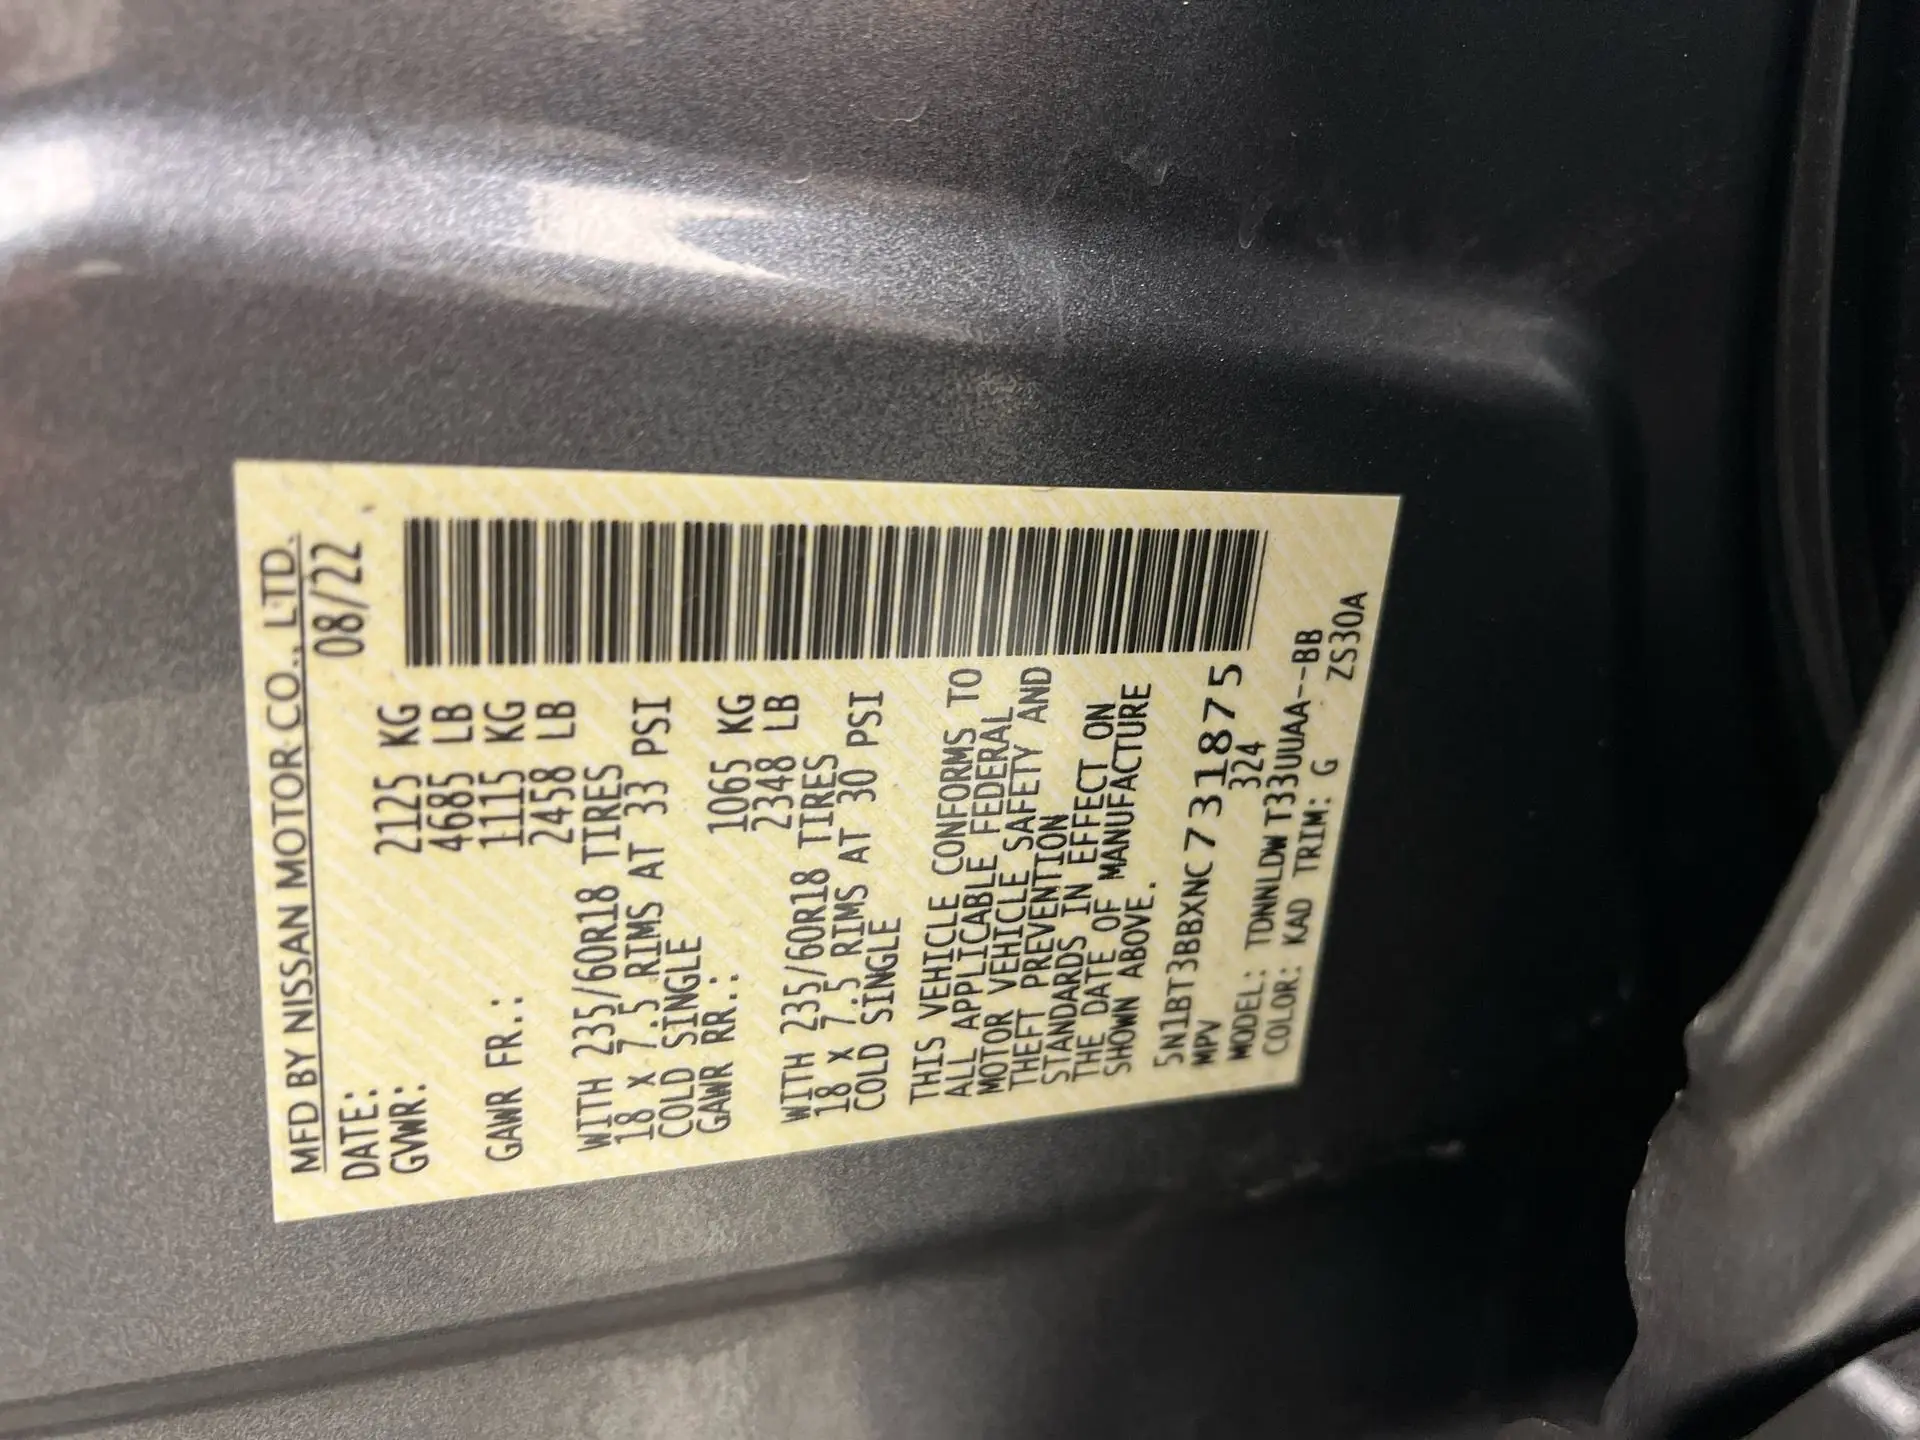 MFD BY NISSAN MOTOR CO., LTD.
DATE: 08/22
GVWR: 2125 KG
4685 LB
GAWR FR.: 1115 KG
2458 LB
WITH 235/60R18 TIRES
18 x 7.5 RIMS AT 33 PSI
COLD SINGLE
GAWR RR.: 1065 KG
2348 LB
WITH 235/60R18 TIRES
18 x 7.5 RIMS AT 30 PSI
COLD SINGLE
THIS VEHICLE CONFORMS TO
ALL APPLICABLE FEDERAL
MOTOR VEHICLE SAFETY AND
THEFT PREVENTION
STANDARDS IN EFFECT ON
THE DATE OF MANUFACTURE
SHOWN ABOVE.
5N1BT3BBXNC731875
MPV 324
MODEL: TDNNLDW T33UUAA--BB
COLOR: KAD TRIM: G ZS30A